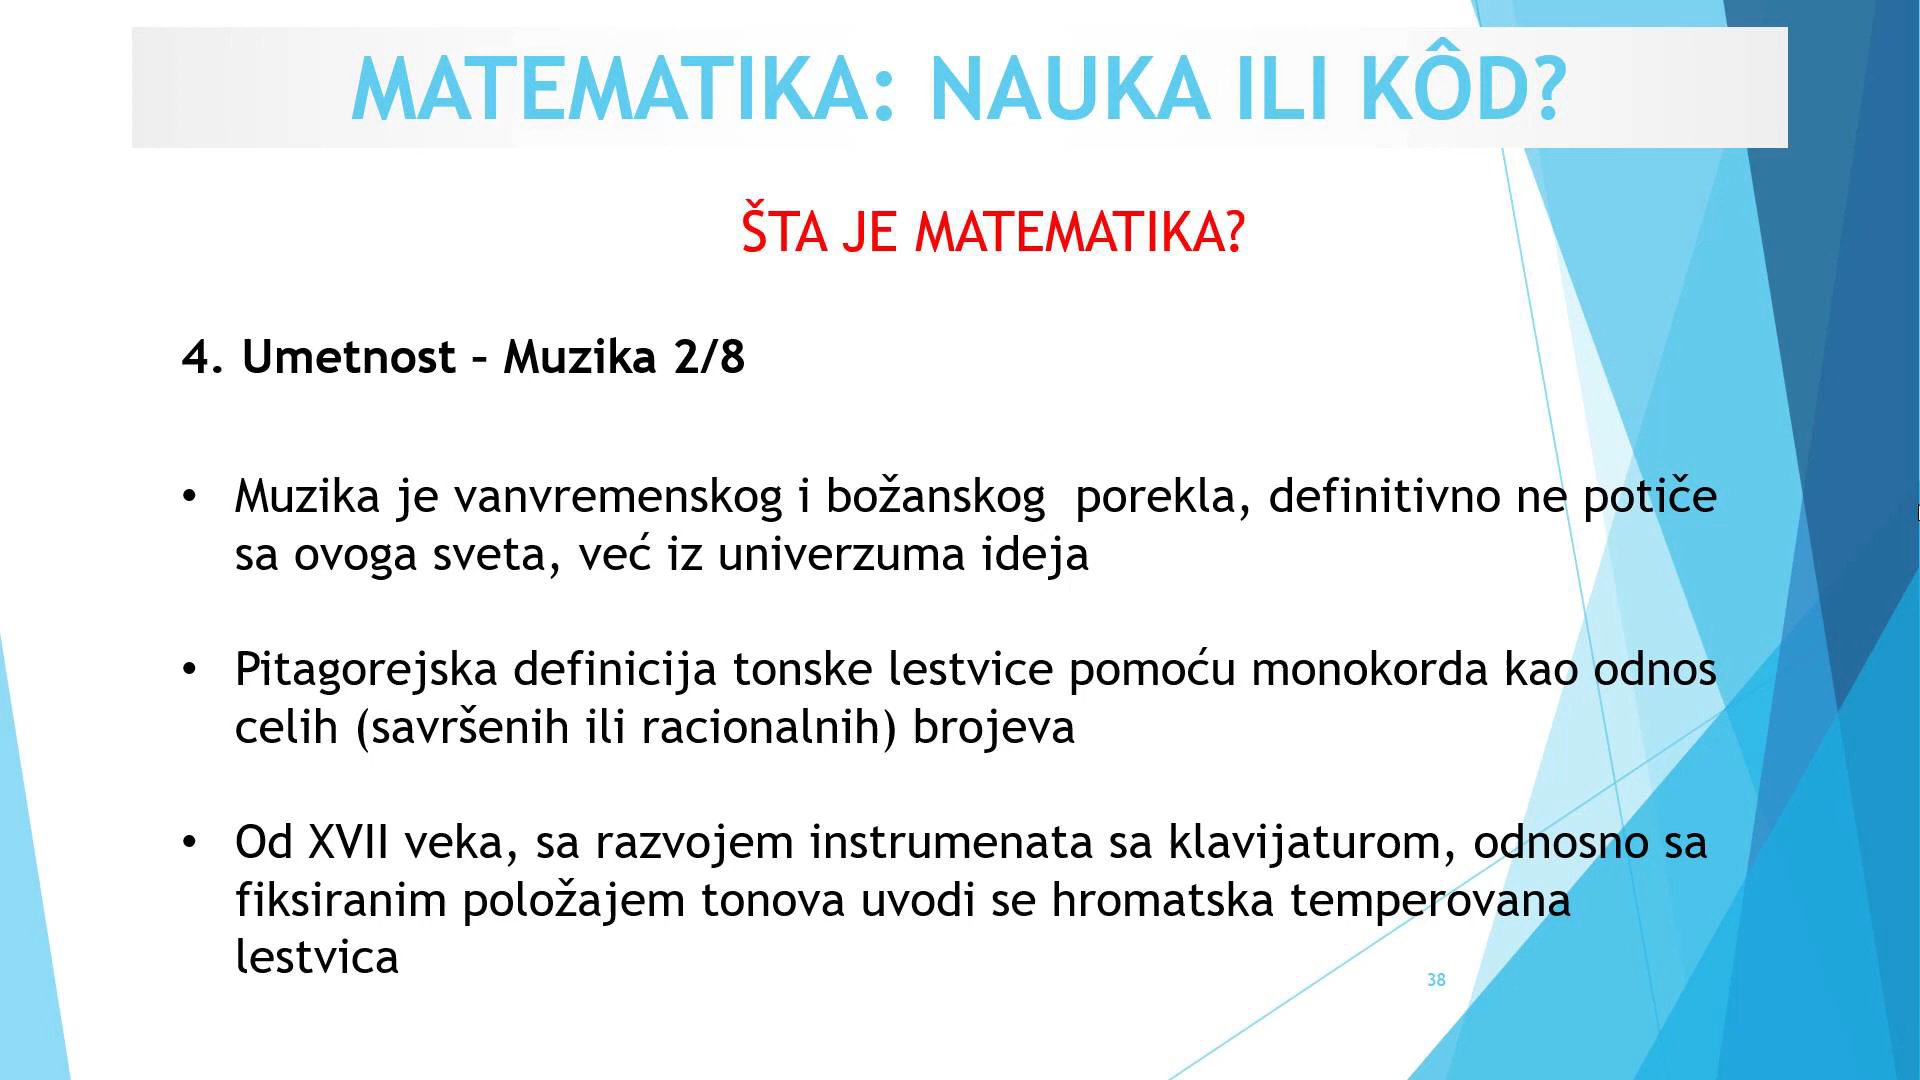 MATEMATIKA: NAUKA ILI KÔD?
ŠTA JE MATEMATIKA?
4. Umetnost – Muzika 2/8
• Muzika je vanvremenskog i božanskog  porekla, definitivno ne potiče
sa ovoga sveta, već iz univerzuma ideja
• Pitagorejska definicija tonske lestvice pomoću monokorda kao odnos
celih (savršenih ili racionalnih) brojeva
• Od XVII veka, sa razvojem instrumenata sa klavijaturom, odnosno sa
fiksiranim položajem tonova uvodi se hromatska temperovana
lestvica
38